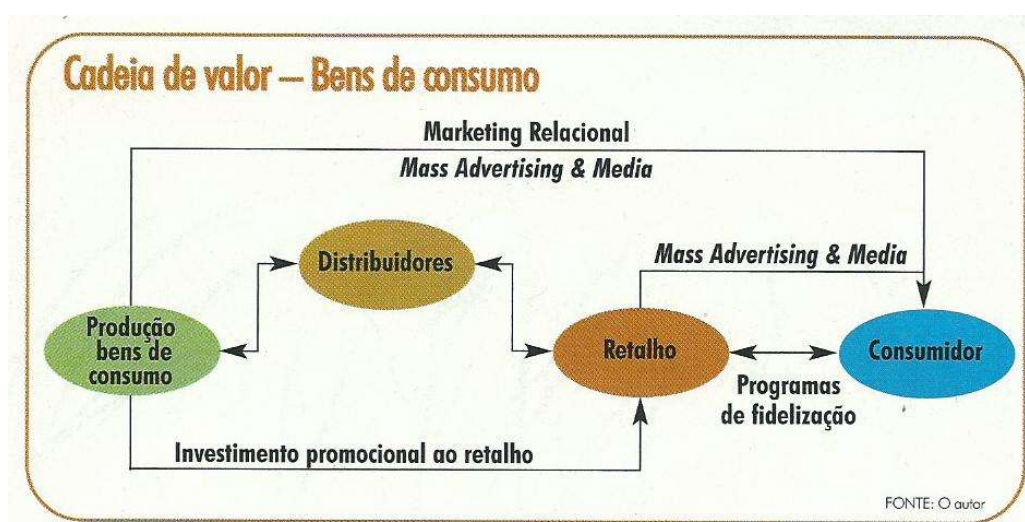 Cadeia de valor – Bens de consumo
Marketing Relacional
Mass Advertising & Media
Distribuidores
Mass Advertising & Media
Produção
bens de
consumo
Retalho
Consumidor
Programas
de fidelização
Investimento promocional ao retalho
FONTE: O autor